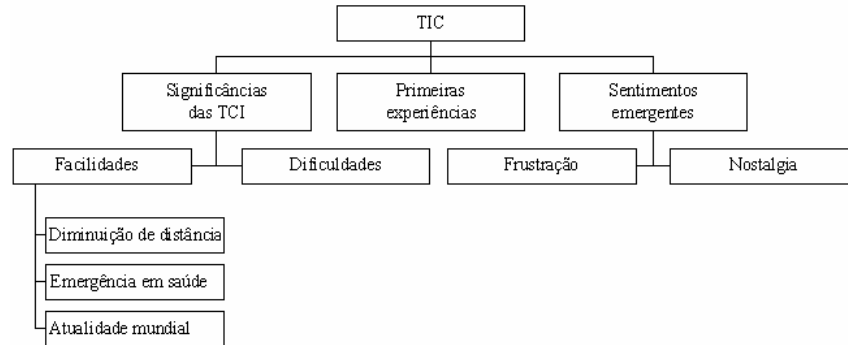 TIC
Significâncias
das TCI
Primeiras
experiências
Sentimentos
emergentes
Facilidades
Dificuldades
Frustração
Nostalgia
Diminuição de distância
Emergência em saúde
Atualidade mundial